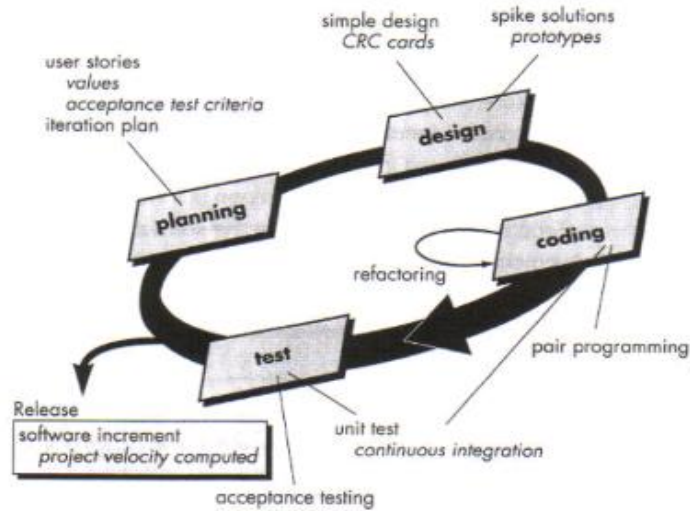 simple design
CRC cards
spike solutions
prototypes
user stories
values
acceptance test criteria
iteration plan
design
planning
coding
refactoring
test
pair programming
Release
software increment
project velocity computed
unit test
continuous integration
acceptance testing